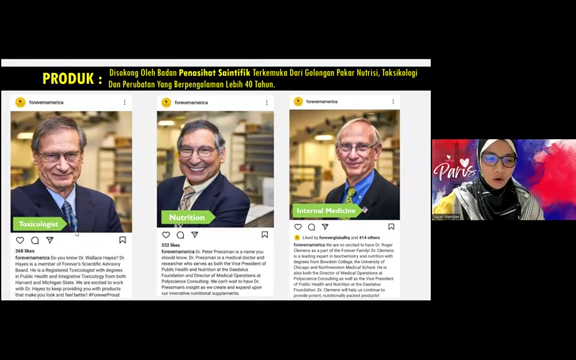 PRODUK :
Disokong Oleh Badan Penasihat Saintifik Terkemuka Dari Golongan Pakar Nutrisi, Toksikologi
Dan Perubatan Yang Berpengalaman Lebih 40 Tahun.
foreveramerica
Toxicologist
368 likes
foreveramerica Do you know Dr. Wallace Hayes? Dr.
Hayes is a member of Forever's Scientific Advisory
Board. He is a Registered Toxicologist with degrees
in Public Health and Integrative Toxicology from both
Harvard and Michigan State. We are excited to work
with Dr. Hayes to keep providing you with products
that make you look and feel better! #ForeverProud
foreveramerica
Nutrition
332 likes
foreveramerica Dr. Peter Pressman is a name you
should know. Dr. Pressman is a medical doctor and
researcher who serves as both the Vice President of
Public Health and Nutrition at the Daedalus
Foundation and Director of Medical Operations at
Polyscience Consulting. We can't wait to have Dr.
Pressman's insight as we create and expand upon
our innovative nutritional supplements.
foreveramerica
Internal Medicine
Liked by foreverglobalhq and 414 others
foreveramerica We are so excited to have Dr. Roger
Clemens as a part of the Forever Family! Dr. Clemens
is a leading expert in biochemistry and nutrition with
degrees from Bowdoin College, the University of
Chicago and Northwestern Medical School. He is
also both the Director of Medical Operations at
Polyscience Consulting as well as the Vice President
of Public Health and Nutrition at the Daedalus
Foundation. Dr. Clemens will help us continue to
provide potent, nutritionally packed products!
Paris